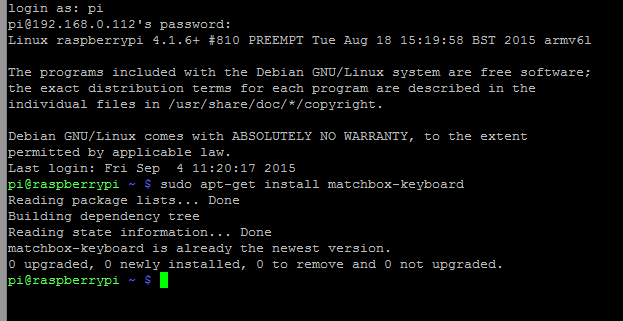 login as: pi
pi@192.168.0.112's password:
Linux raspberrypi 4.1.6+ #810 PREEMPT Tue Aug 18 15:19:58 BST 2015 armv6l
The programs included with the Debian GNU/Linux system are free software;
the exact distribution terms for each program are described in the
individual files in /usr/share/doc/*/copyright.
Debian GNU/Linux comes with ABSOLUTELY NO WARRANTY, to the extent
permitted by applicable law.
Last login: Fri Sep  4 11:20:17 2015
pi@raspberrypi ~ $ sudo apt-get install matchbox-keyboard
Reading package lists... Done
Building dependency tree
Reading state information... Done
matchbox-keyboard is already the newest version.
0 upgraded, 0 newly installed, 0 to remove and 0 not upgraded.
pi@raspberrypi ~ $